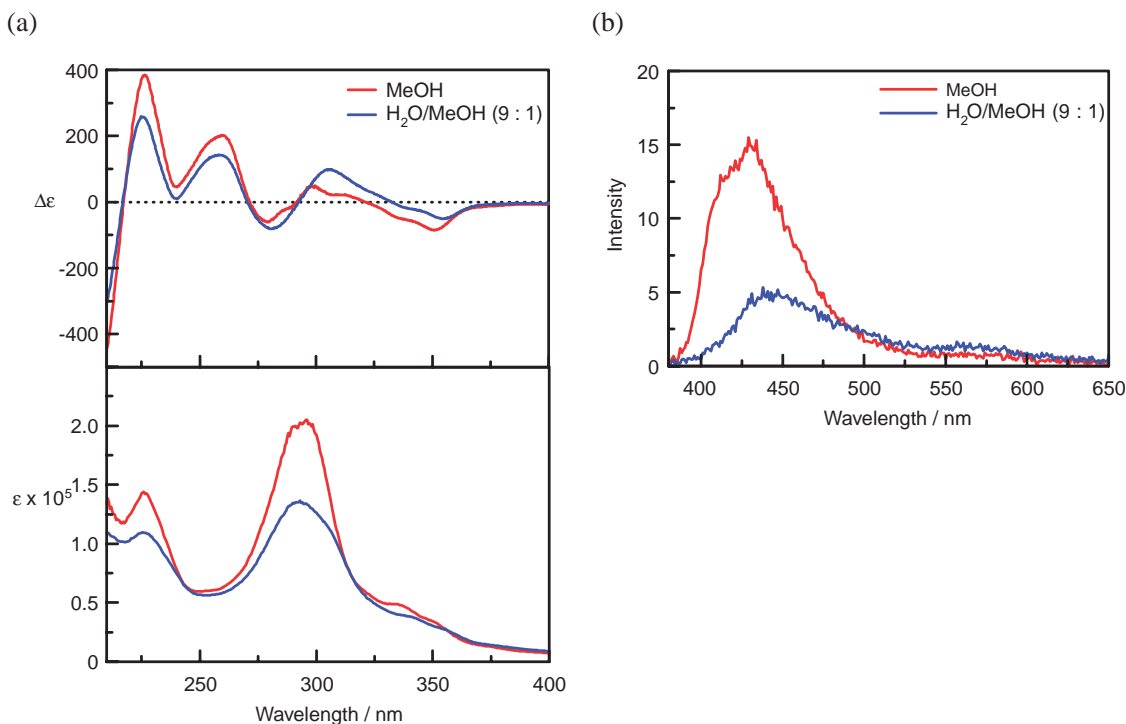 (a)
400
200
0
-200
-400
Δε
MeOH
H₂O/MeOH (9 : 1)
2.0
1.5
1.0
0.5
0
ε x 10⁵
250
300
350
400
Wavelength / nm
(b)
20
15
10
5
0
Intensity
MeOH
H₂O/MeOH (9 : 1)
400
450
500
550
600
650
Wavelength / nm